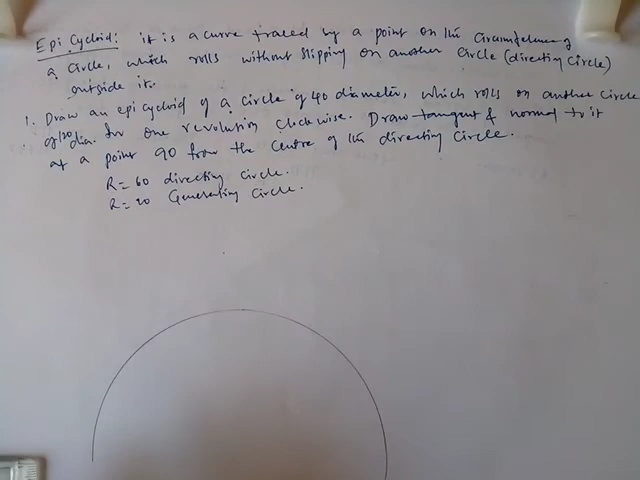 Epi Cycloid: it is a curve traced by a point on the circumference of
a circle, which rolls without slipping on another circle (directing circle)
outside it.
1. Draw an epi cycloid of a circle of 40 diameter, which rolls on another circle
of 120 dia. for one revolution clockwise. Draw tangent & normal to it
at a point 90 from the centre of the directing circle.
R = 60 directing circle.
R = 20 Generating circle.